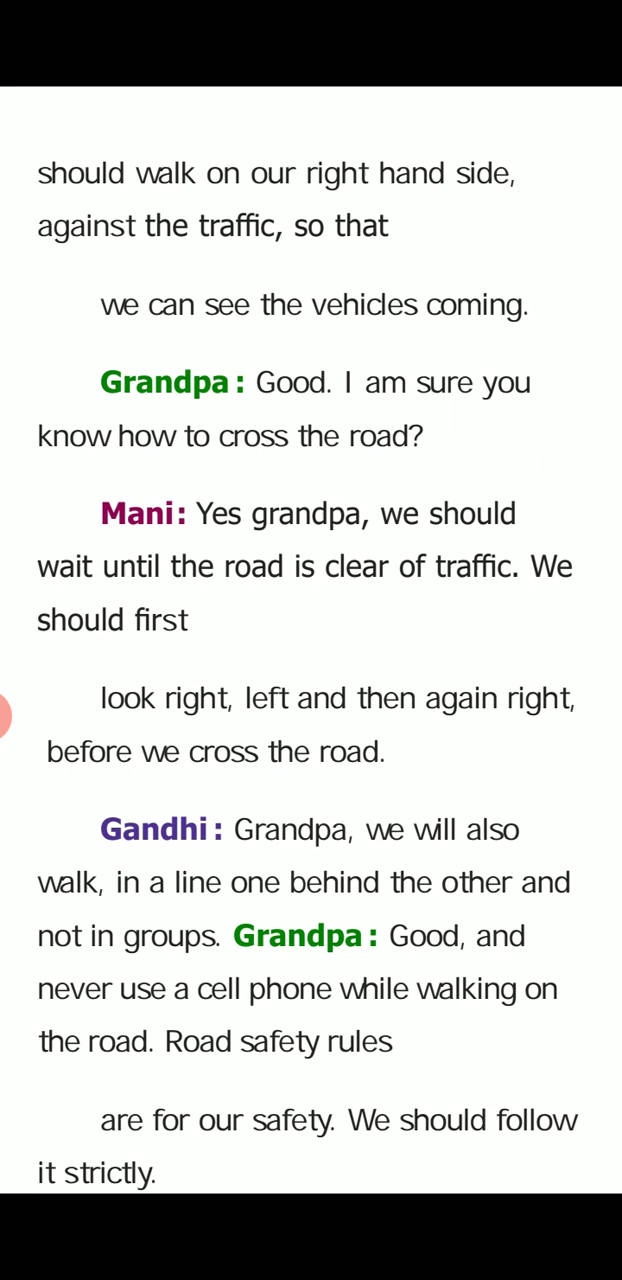 should walk on our right hand side,
against the traffic, so that
we can see the vehicles coming.
Grandpa : Good. I am sure you
know how to cross the road?
Mani : Yes grandpa, we should
wait until the road is clear of traffic. We
should first
look right, left and then again right,
before we cross the road.
Gandhi : Grandpa, we will also
walk, in a line one behind the other and
not in groups. Grandpa : Good, and
never use a cell phone while walking on
the road. Road safety rules
are for our safety. We should follow
it strictly.